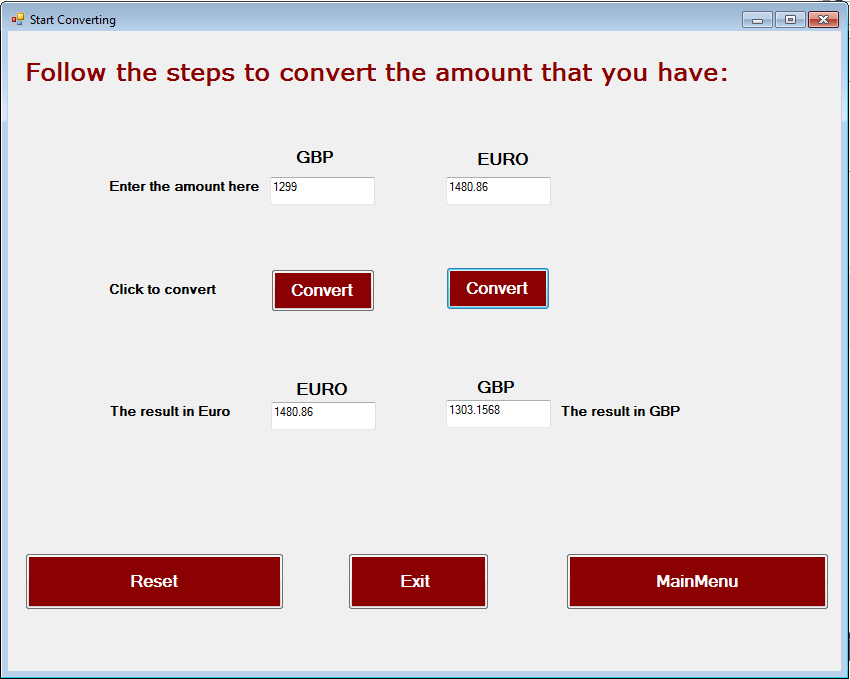 Start Converting
Follow the steps to convert the amount that you have:
GBP EURO
Enter the amount here 1299 1480.86
Click to convert Convert Convert
EURO GBP
The result in Euro 1480.86 1303.1568 The result in GBP
Reset Exit MainMenu